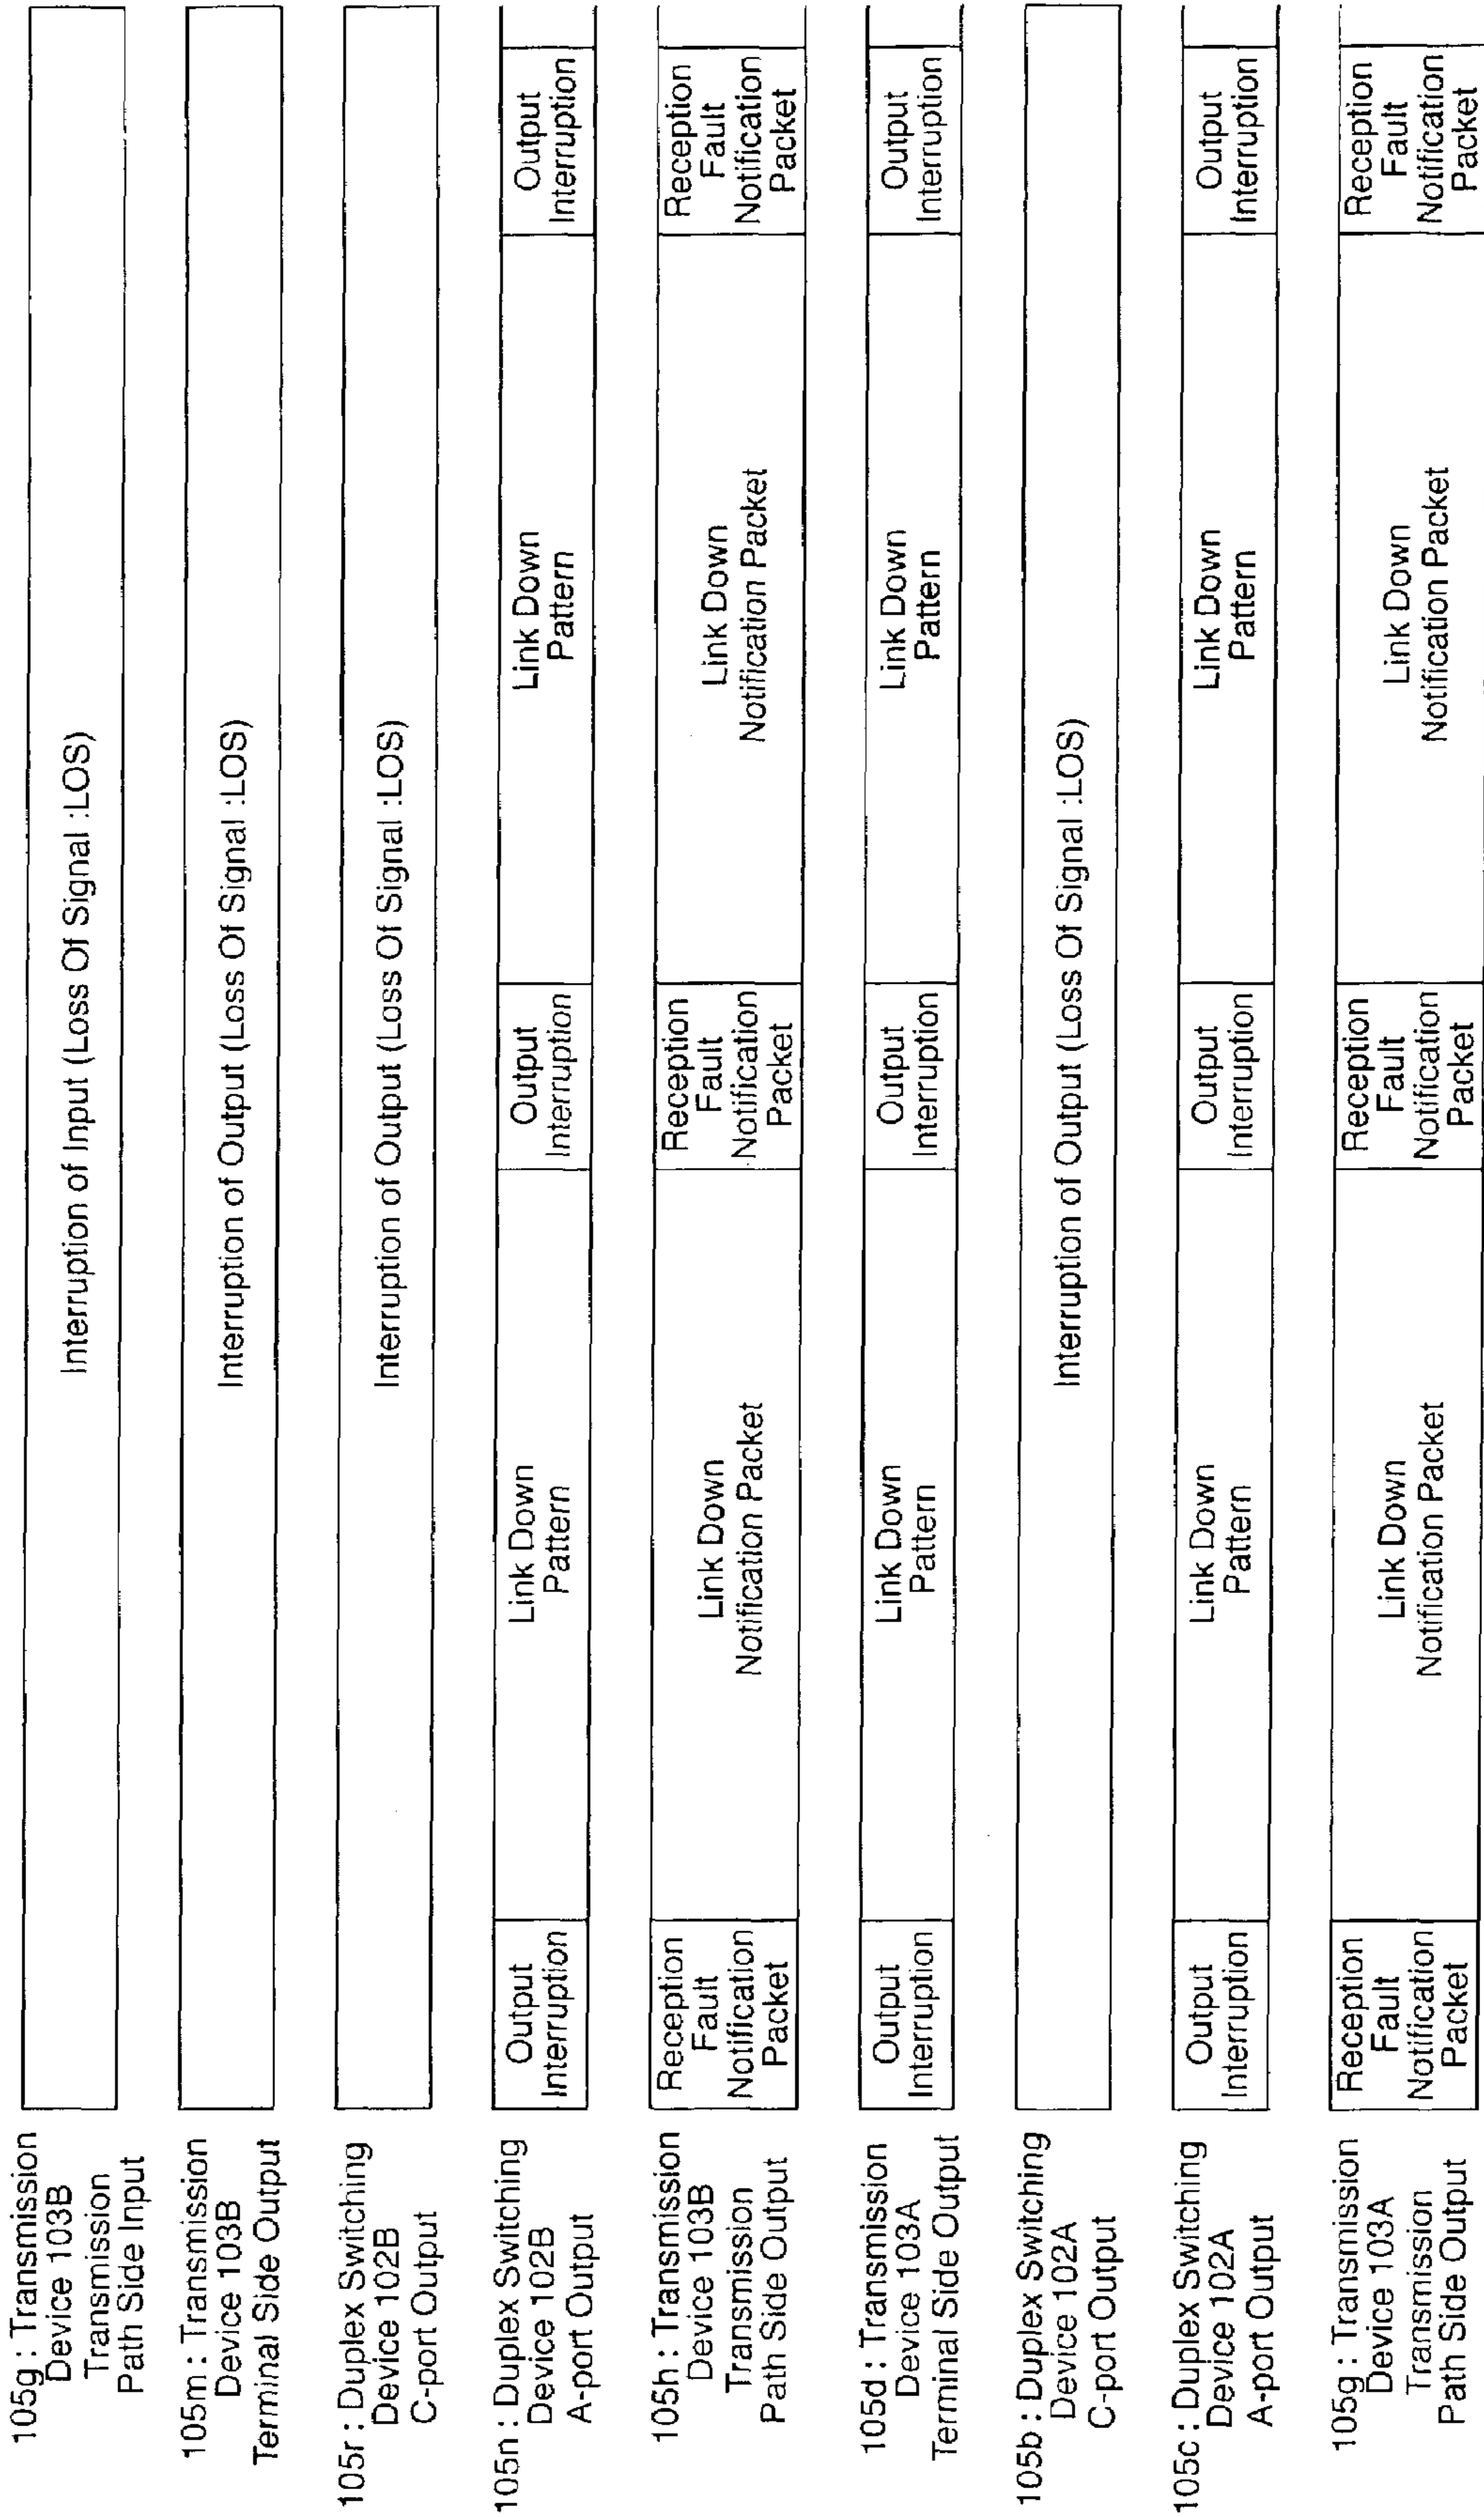 105g : Transmission
Device 103B
Transmission
Path Side Input
Interruption of Input (Loss Of Signal :LOS)
105m : Transmission
Device 103B
Terminal Side Output
Interruption of Output (Loss Of Signal :LOS)
105r : Duplex Switching
Device 102B
C-port Output
Interruption of Output (Loss Of Signal :LOS)
105n : Duplex Switching
Device 102B
A-port Output
Output
Interruption
Link Down
Pattern
Output
Interruption
Link Down
Pattern
Output
Interruption
105h : Transmission
Device 103B
Transmission
Path Side Output
Reception
Fault
Notification
Packet
Link Down
Notification Packet
Reception
Fault
Notification
Packet
Link Down
Notification Packet
Reception
Fault
Notification
Packet
105d : Transmission
Device 103A
Terminal Side Output
Output
Interruption
Link Down
Pattern
Output
Interruption
Link Down
Pattern
Output
Interruption
105b : Duplex Switching
Device 102A
C-port Output
Interruption of Output (Loss Of Signal :LOS)
105c : Duplex Switching
Device 102A
A-port Output
Output
Interruption
Link Down
Pattern
Output
Interruption
Link Down
Pattern
Output
Interruption
105g : Transmission
Device 103A
Transmission
Path Side Output
Reception
Fault
Notification
Packet
Link Down
Notification Packet
Reception
Fault
Notification
Packet
Link Down
Notification Packet
Reception
Fault
Notification
Packet